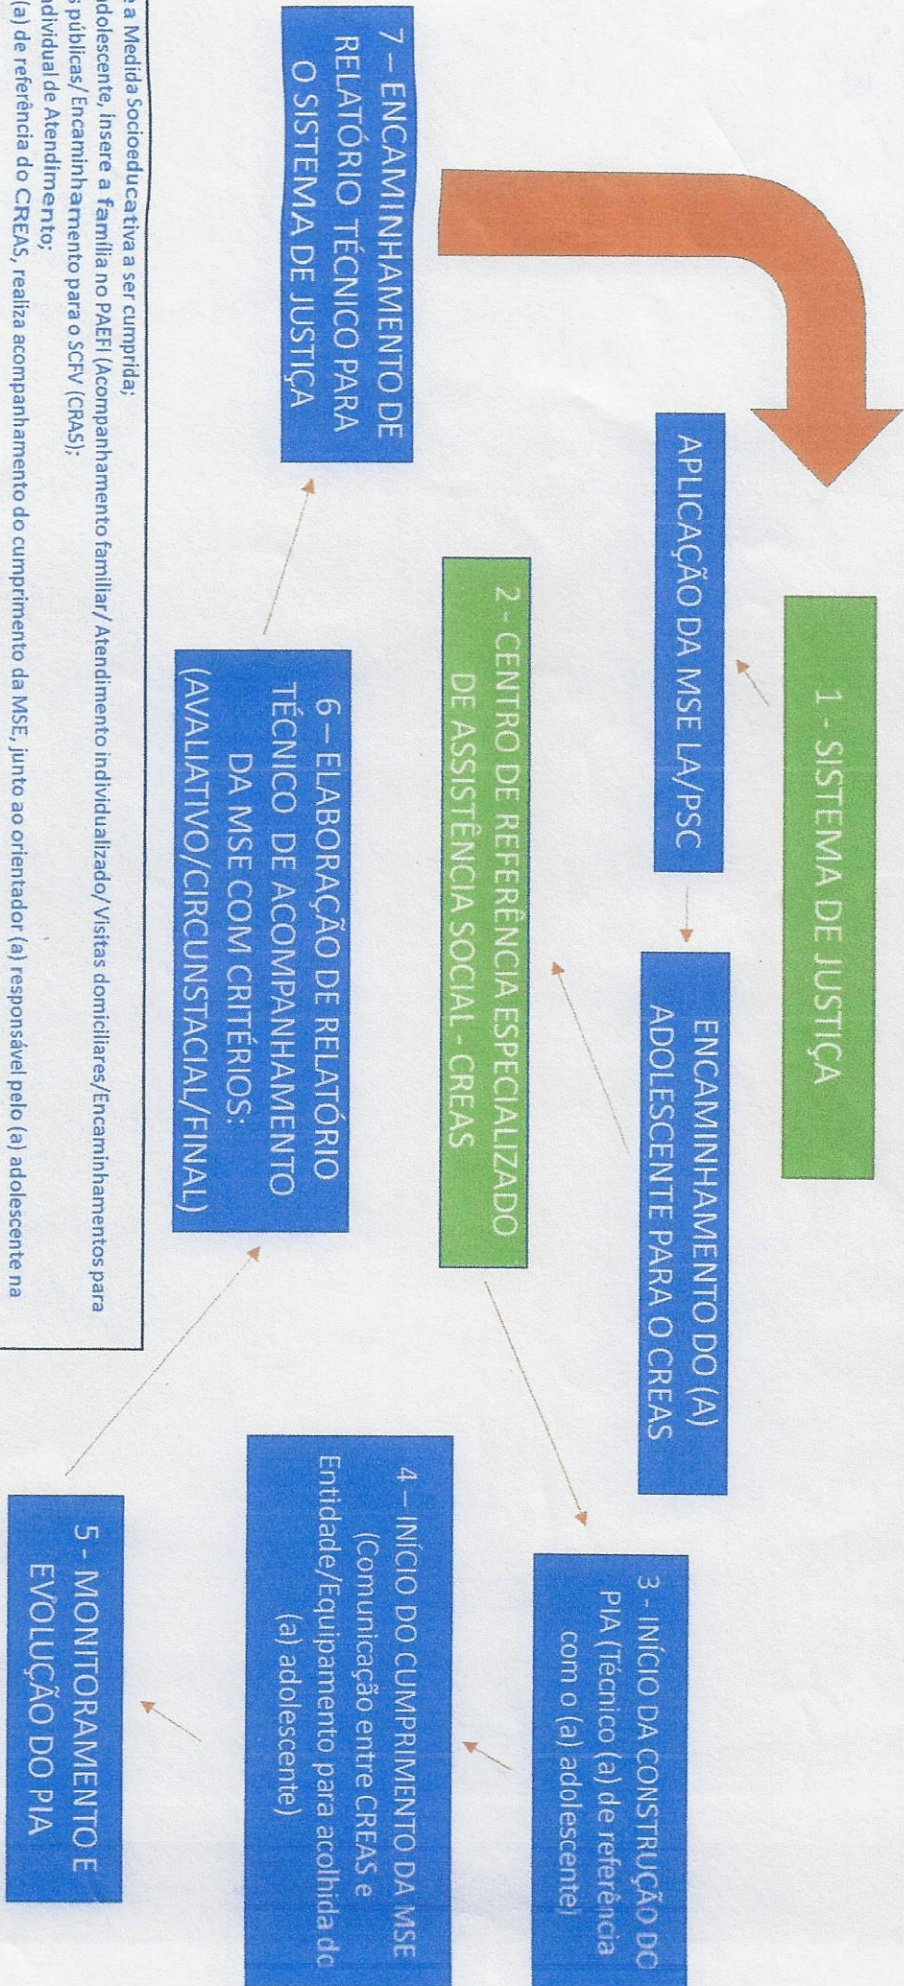 1 - SISTEMA DE JUSTIÇA
APLICAÇÃO DA MSE LA/PSC
ENCAMINHAMENTO DO (A)
ADOLESCENTE PARA O CREAS
2 - CENTRO DE REFERÊNCIA ESPECIALIZADO
DE ASSISTÊNCIA SOCIAL - CREAS
3 - INÍCIO DA CONSTRUÇÃO DO
PIA (Técnico (a) de referência
com o (a) adolescente)
4 – INÍCIO DO CUMPRIMENTO DA MSE
(Comunicação entre CREAS e
Entidade/Equipamento para acolhida do
(a) adolescente)
5 - MONITORAMENTO E
EVOLUÇÃO DO PIA
6 – ELABORAÇÃO DE RELATÓRIO
TÉCNICO DE ACOMPANHAMENTO
DA MSE COM CRITÉRIOS:
(AVALIATIVO/CIRCUNSTACIAL/FINAL)
7 – ENCAMINHAMENTO DE
RELATÓRIO TÉCNICO PARA
O SISTEMA DE JUSTIÇA
a Medida Socioeducativa a ser cumprida;
adolescente, insere a família no PAEFI (Acompanhamento familiar/ Atendimento individualizado/ Visitas domiciliares/Encaminhamentos para
públicas/ Encaminhamento para o SCFV (CRAS);
de Atendimento;
(a) de referência do CREAS, realiza acompanhamento do cumprimento da MSE, junto ao orientador (a) responsável pelo (a) adolescente na